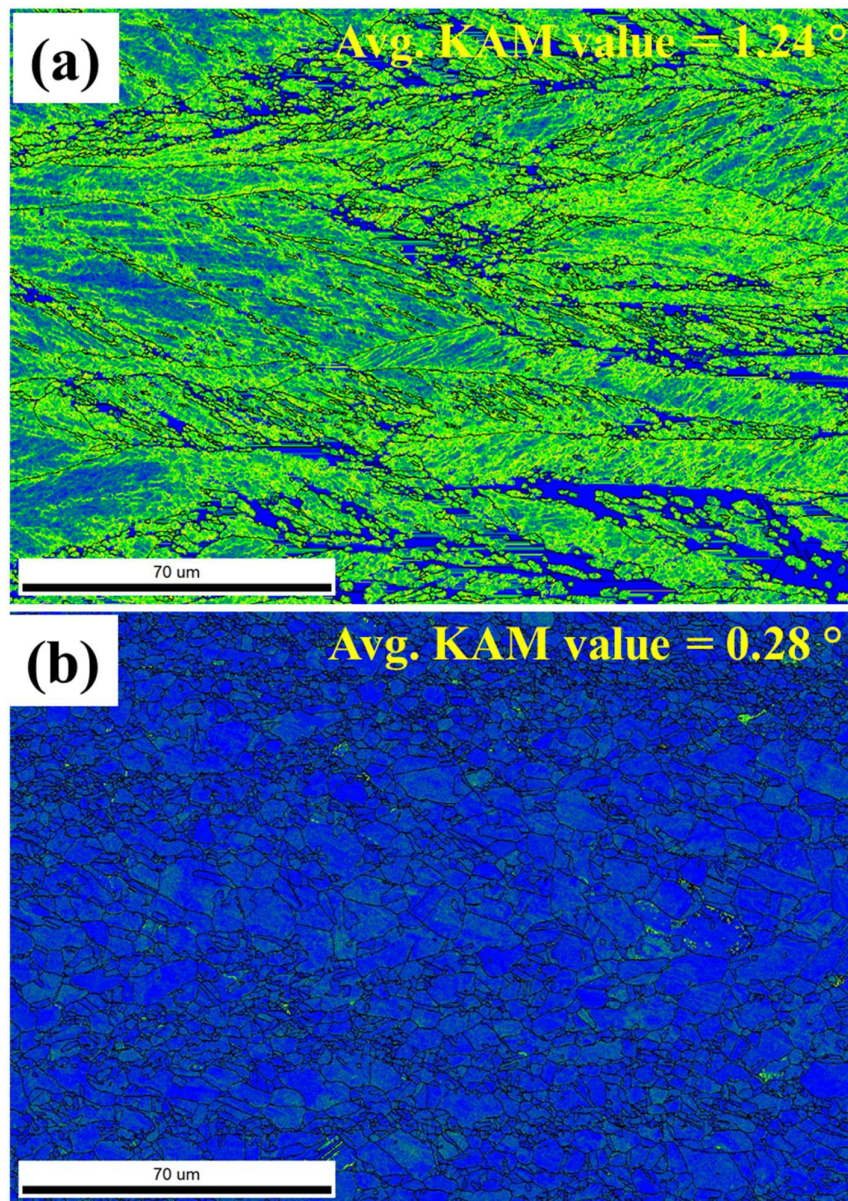 (a)
Avg. KAM value = 1.24 °
70 um
(b)
Avg. KAM value = 0.28 °
70 um